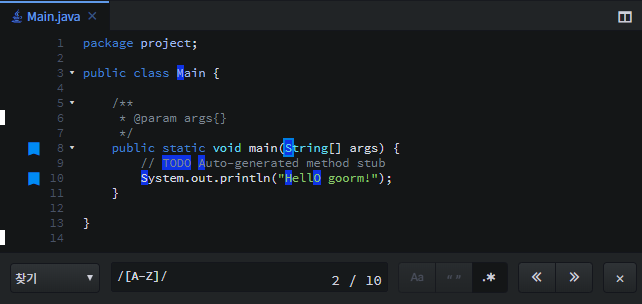 Main.java ×
1 package project;
2
3 public class Main {
4
5 /**
6 * @param args{}
7 */
8 public static void main(String[] args) {
9 // TODO Auto-generated method stub
10 System.out.println("HellO goorm!");
11 }
12
13 }
14
찾기 /[A-Z]/ 2 / 10 Aa “” .* « » ×